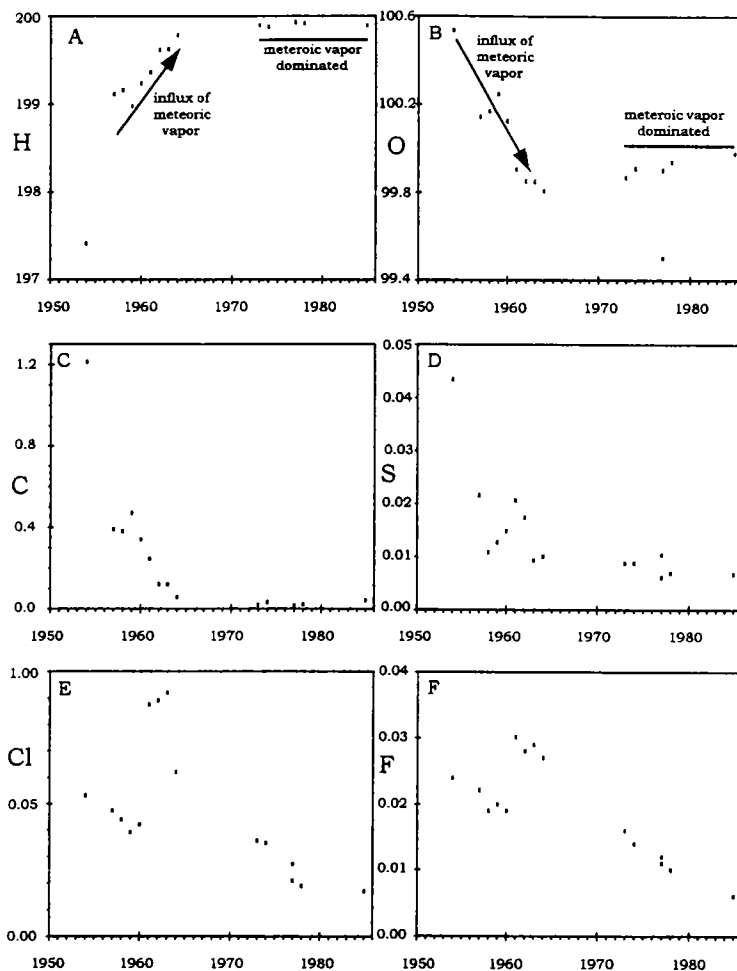 200
199
198
197
H
A
influx of
meteoric
vapor
meteroic vapor
dominated
1950
1960
1970
1980
100.6
100.2
99.8
99.4
O
B
influx of
meteoric
vapor
meteroic vapor
dominated
1950
1960
1970
1980
1.2
0.8
0.4
0.0
C
C
1950
1960
1970
1980
0.05
0.04
0.03
0.02
0.01
0.00
S
D
1950
1960
1970
1980
1.00
0.05
0.00
Cl
E
1950
1960
1970
1980
0.04
0.03
0.02
0.01
0.00
F
F
1950
1960
1970
1980